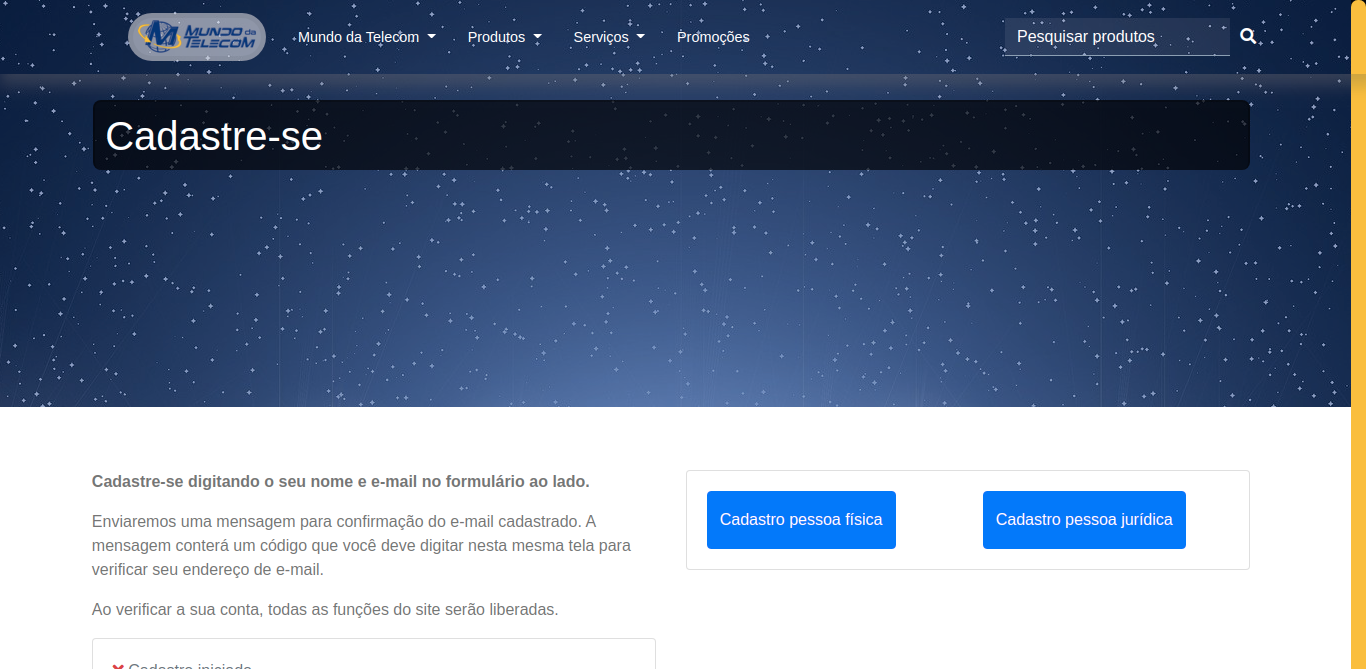 MUNDO da
TELECOM
Mundo da Telecom
Produtos
Serviços
Promoções
Pesquisar produtos
Cadastre-se
Cadastre-se digitando o seu nome e e-mail no formulário ao lado.
Enviaremos uma mensagem para confirmação do e-mail cadastrado. A
mensagem conterá um código que você deve digitar nesta mesma tela para
verificar seu endereço de e-mail.
Ao verificar a sua conta, todas as funções do site serão liberadas.
Cadastro iniciado
Cadastro pessoa física
Cadastro pessoa jurídica